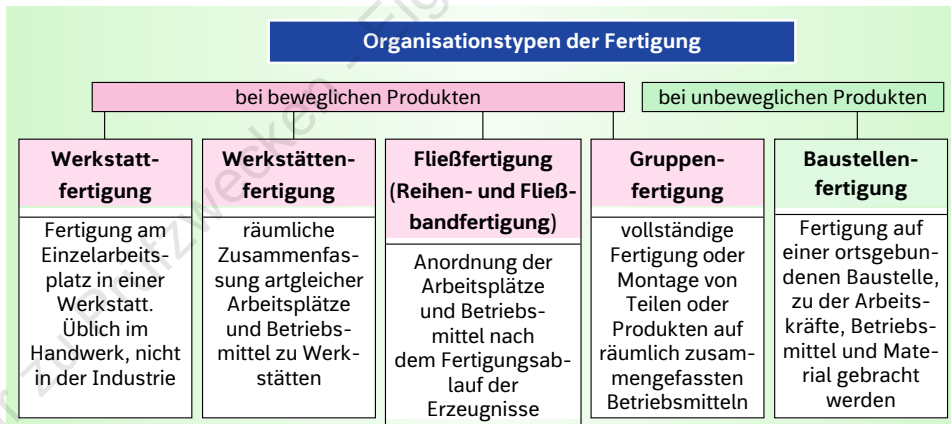 Organisationstypen der Fertigung
bei beweglichen Produkten
bei unbeweglichen Produkten
Werkstatt-
fertigung
Fertigung am
Einzelarbeits-
platz in einer
Werkstatt.
Üblich im
Handwerk, nicht
in der Industrie
Werkstätten-
fertigung
räumliche
Zusammenfas-
sung artgleicher
Arbeitsplätze
und Betriebs-
mittel zu Werk-
stätten
Fließfertigung
(Reihen- und Fließ-
bandfertigung)
Anordnung der
Arbeitsplätze
und Betriebs-
mittel nach
dem Fertigungsab-
lauf der
Erzeugnisse
Gruppen-
fertigung
vollständige
Fertigung oder
Montage von
Teilen oder
Produkten auf
räumlich zusam-
mengefassten
Betriebsmitteln
Baustellen-
fertigung
Fertigung auf
einer ortsgebun-
denen Baustelle,
zu der Arbeits-
kräfte, Betriebs-
mittel und Mate-
rial gebracht
werden